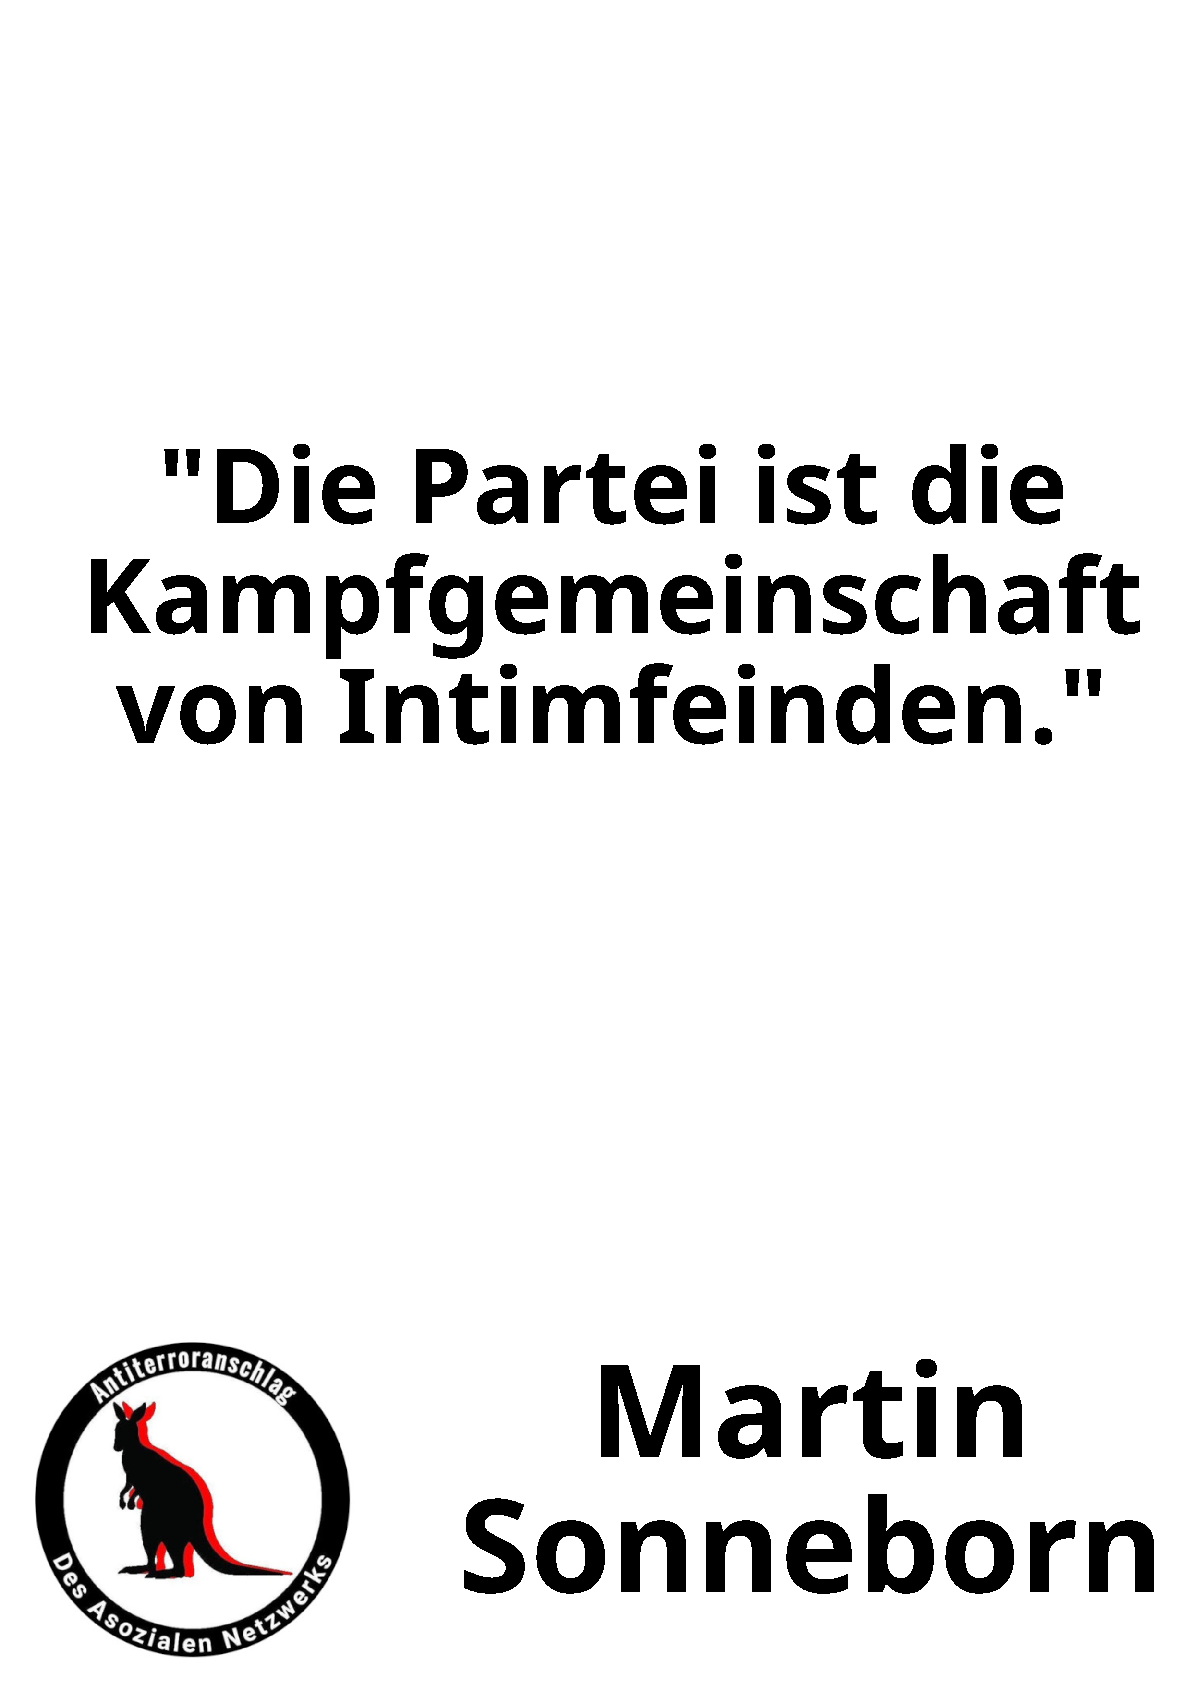 "Die Partei ist die
Kampfgemeinschaft
von Intimfeinden."
Antiterroranschlag
Des Asozialen Netzwerks
Martin
Sonneborn